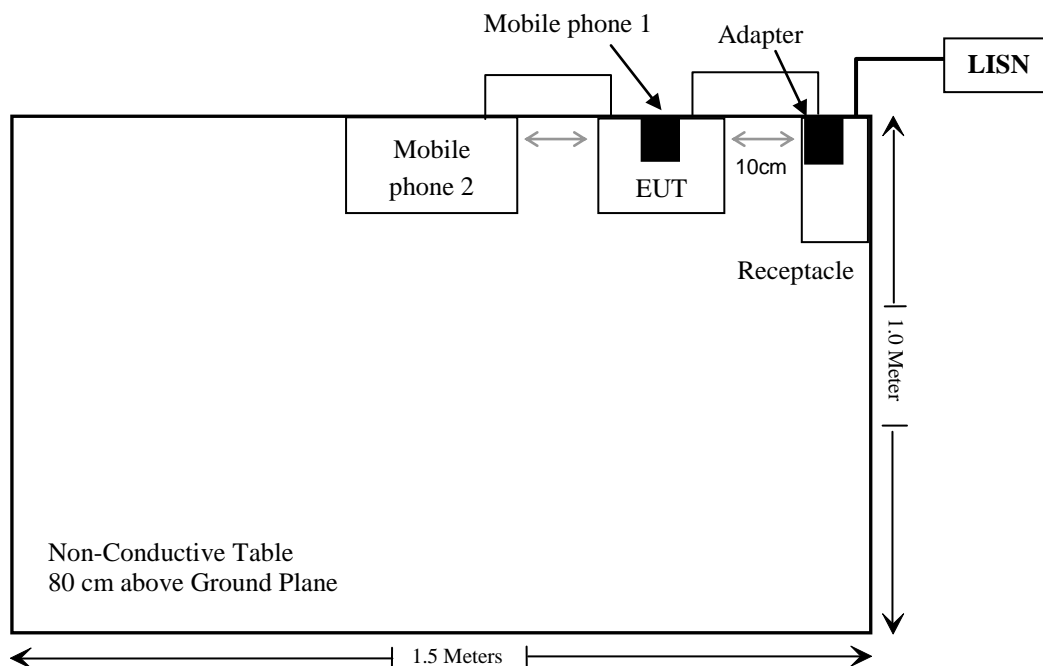 Mobile phone 1
Adapter
LISN
Mobile
phone 2
EUT
10cm
Receptacle
1.0 Meter
Non-Conductive Table
80 cm above Ground Plane
1.5 Meters